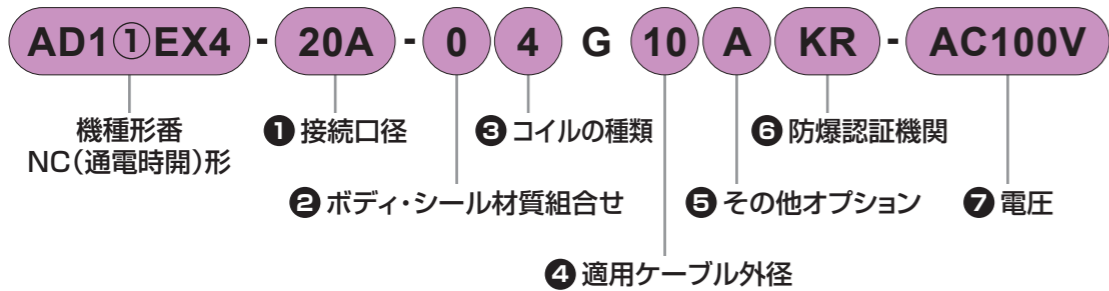 AD1①EX4 - 20A - 0 4 G 10 A KR - AC100V
機種形番
NC(通電時開)形
❶ 接続口径
❸ コイルの種類
❻ 防爆認証機関
❷ ボディ・シール材質組合せ
❺ その他オプション
❼ 電圧
❹ 適用ケーブル外径